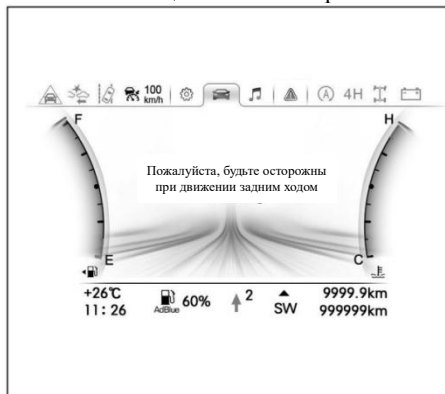 100
km/h
4H
F
H
Пожалуйста, будьте осторожны
при движении задним ходом
E
C
+26℃
AdBlue 60%
2
9999.9km
11:26
SW
999999km